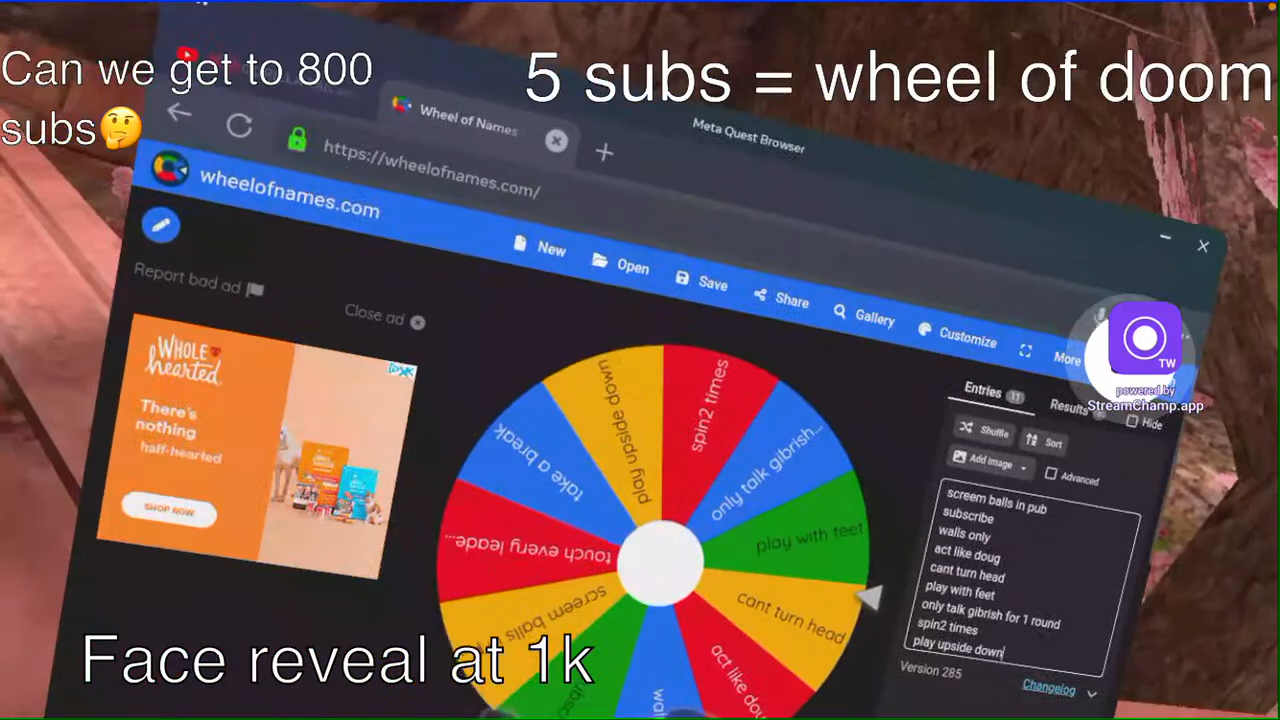 Can we get to 800
subs🤔
5 subs = wheel of doom
Wheel of Names
Meta Quest Browser
https://wheelofnames.com/
wheelofnames.com
New
Open
Save
Share
Gallery
Customize
More
Report bad ad
Close ad
WHOLE
hearted
There's
nothing
half-hearted
SHOP NOW
spin2 times
only talk gibrish...
play with feet
cant turn head
act like dou
screem balls
touch every leade...
take a break
play upside down
Entries 11
Results
Hide
Shuffle
Sort
Add image
Advanced
screem balls in pub
subscribe
walls only
act like doug
cant turn head
play with feet
only talk gibrish for 1 round
spin2 times
play upside down
Version 285
Changelog
TW
powered by
StreamChamp.app
Face reveal at 1k